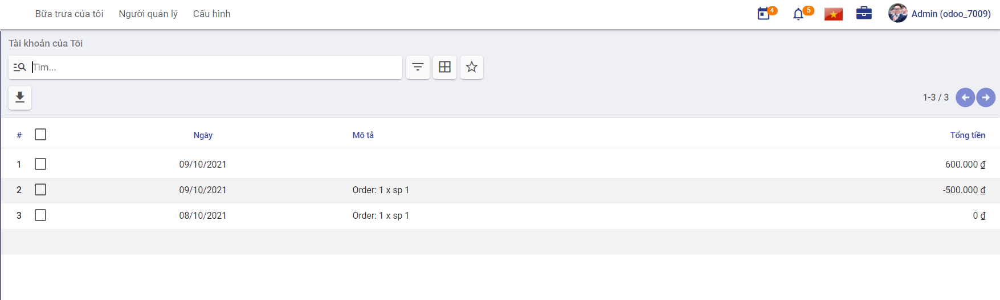 Bữa trưa của tôi Người quản lý Cấu hình 4 5 Admin (odoo_7009)
Tài khoản của Tôi
Tìm...
1-3 / 3
# Ngày Mô tả Tổng tiền
1 09/10/2021 600.000 ₫
2 09/10/2021 Order: 1 x sp 1 -500.000 ₫
3 08/10/2021 Order: 1 x sp 1 0 ₫